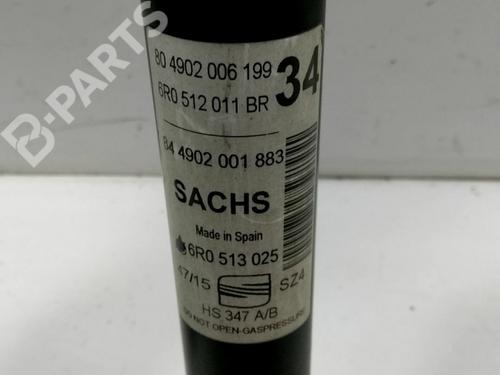 B-PARTS
80 4902 006 199
34
6R0 512 011 BR
84 4902 001 883
SACHS
Made in Spain
6R0 513 025
47/15
SZ4
HS 347 A/B
DO NOT OPEN-GASPRESSURE
B-PARTS